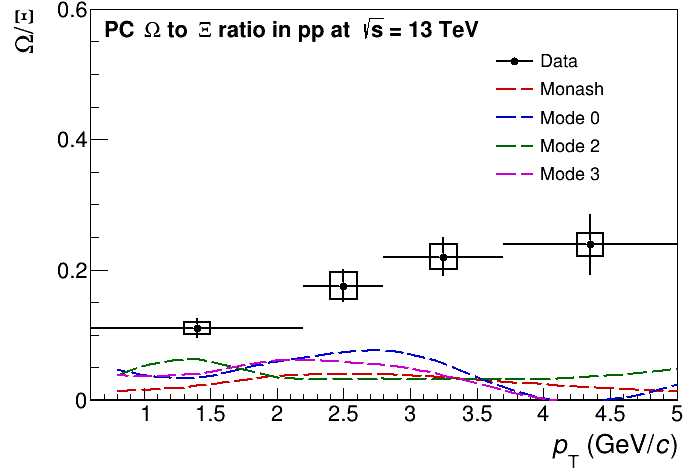 PC Ω to Ξ ratio in pp at √s = 13 TeV
Ω/Ξ
Data
Monash
Mode 0
Mode 2
Mode 3
0.6
0.4
0.2
0
1 1.5 2 2.5 3 3.5 4 4.5 5
p_T (GeV/c)